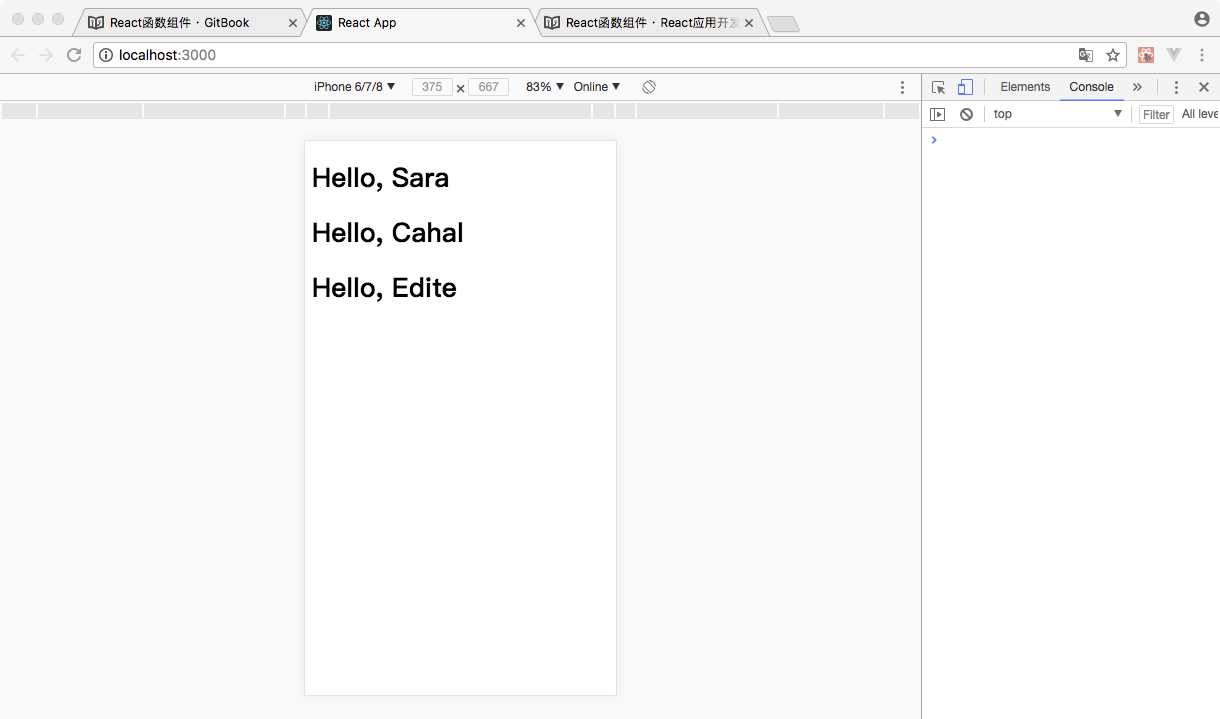 React函数组件 · GitBook
React App
React函数组件 · React应用开发
localhost:3000
iPhone 6/7/8 ▼ 375 × 667 83% ▼ Online ▼
Elements Console »
top ▼ Filter All leve
Hello, Sara
Hello, Cahal
Hello, Edite